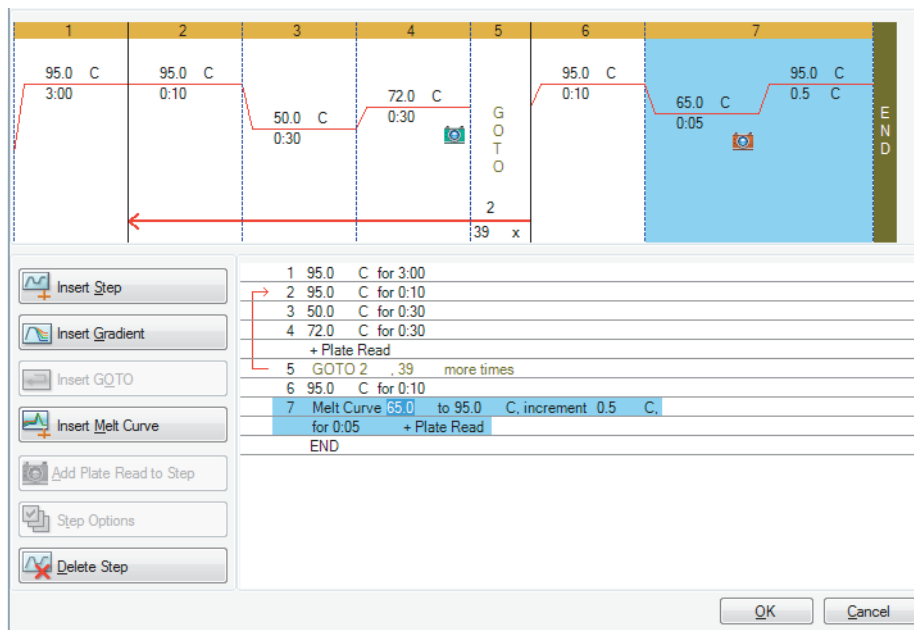 1 2 3 4 5 6 7
95.0 C
3:00
95.0 C
0:10
50.0 C
0:30
72.0 C
0:30
GOTO
2
39 x
95.0 C
0:10
65.0 C
0:05
95.0 C
0.5 C
END
Insert Step
Insert Gradient
Insert GOTO
Insert Melt Curve
Add Plate Read to Step
Step Options
Delete Step
1 95.0 C for 3:00
2 95.0 C for 0:10
3 50.0 C for 0:30
4 72.0 C for 0:30
+ Plate Read
5 GOTO 2 , 39 more times
6 95.0 C for 0:10
7 Melt Curve 65.0 to 95.0 C, increment 0.5 C,
for 0:05 + Plate Read
END
OK Cancel